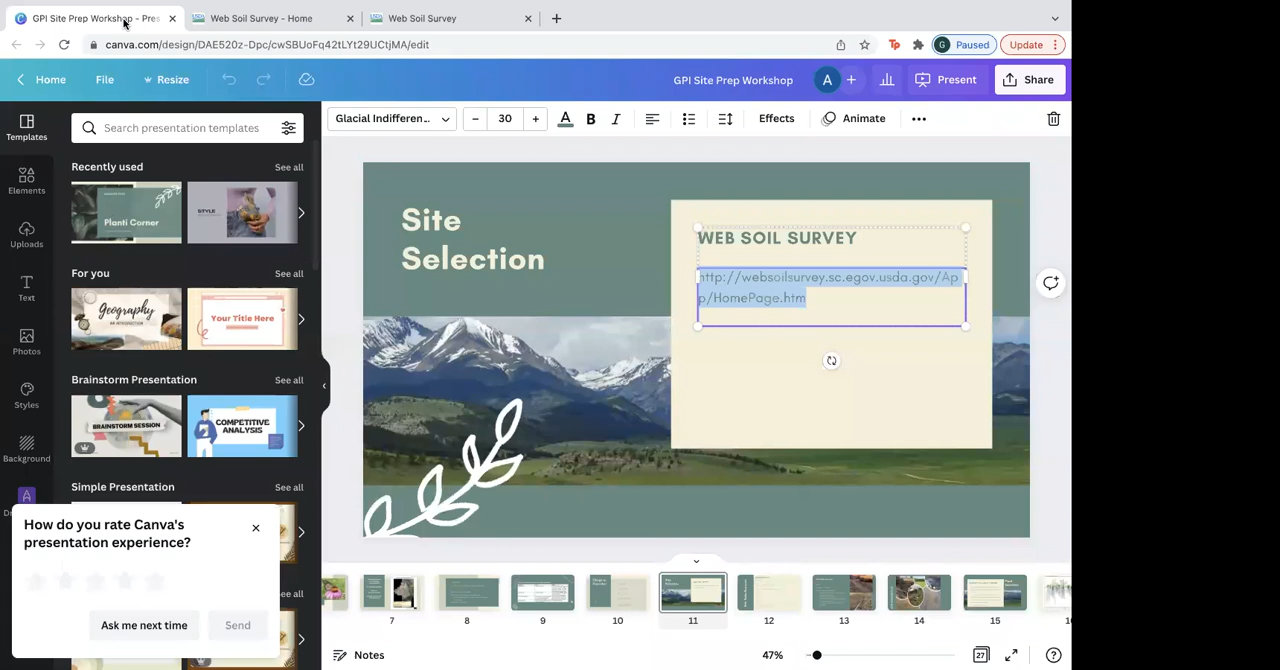 GPI Site Prep Workshop - Pres
Web Soil Survey - Home
Web Soil Survey
canva.com/design/DAE520z-Dpc/cwSBUoFq42tLYt29UCtjMA/edit
Tp
G
Paused
Update
Home
File
Resize
GPI Site Prep Workshop
A
Present
Share
Templates
Elements
Uploads
Text
Photos
Styles
Background
Search presentation templates
Recently used
See all
Planti Corner
STYLE
For you
See all
Geography
AN INTRODUCTION
Your Title Here
Brainstorm Presentation
See all
BRAINSTORM SESSION
COMPETITIVE
ANALYSIS
Simple Presentation
See all
How do you rate Canva's
presentation experience?
Ask me next time
Send
Glacial Indifferen...
30
A
B
I
Effects
Animate
Site
Selection
WEB SOIL SURVEY
http://websoilsurvey.sc.egov.usda.gov/Ap
p/HomePage.htm
7
8
9
10
11
12
13
14
15
Notes
47%
27